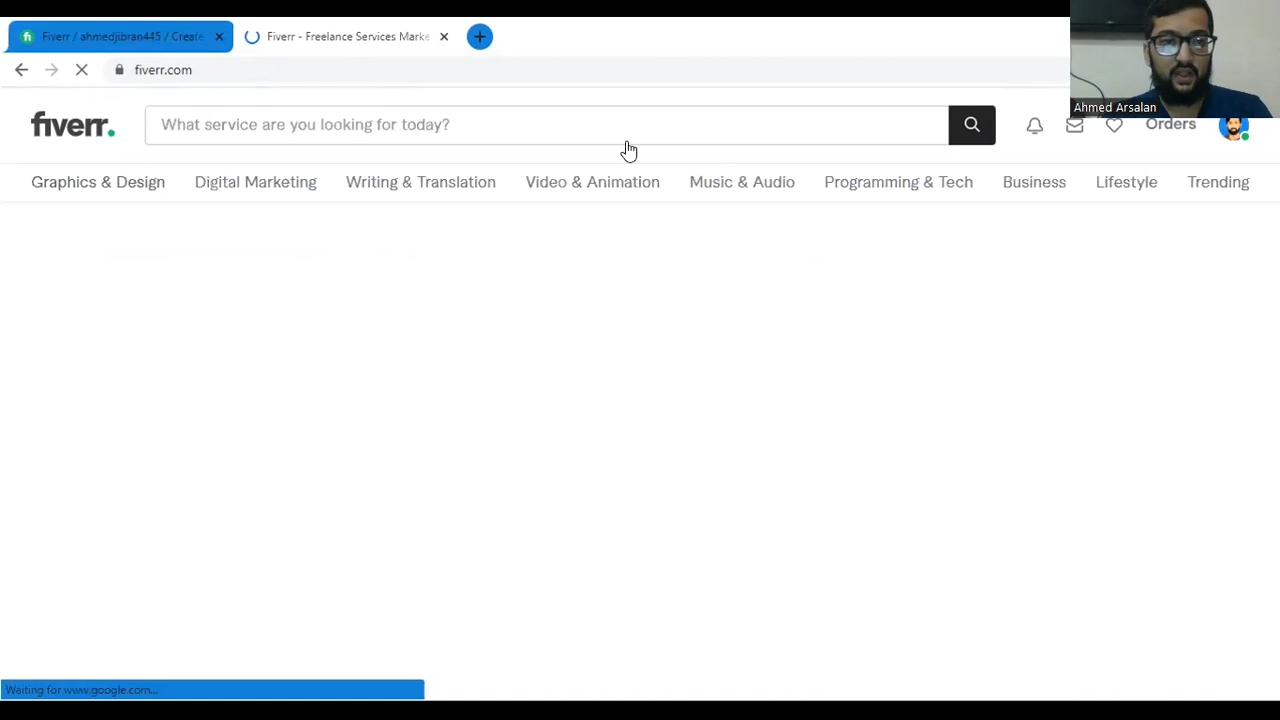 Fiverr / ahmedjibran445 / Create
Fiverr - Freelance Services Marke
fiverr.com
Ahmed Arsalan
fiverr.
What service are you looking for today?
Orders
Graphics & Design
Digital Marketing
Writing & Translation
Video & Animation
Music & Audio
Programming & Tech
Business
Lifestyle
Trending
Waiting for www.google.com...